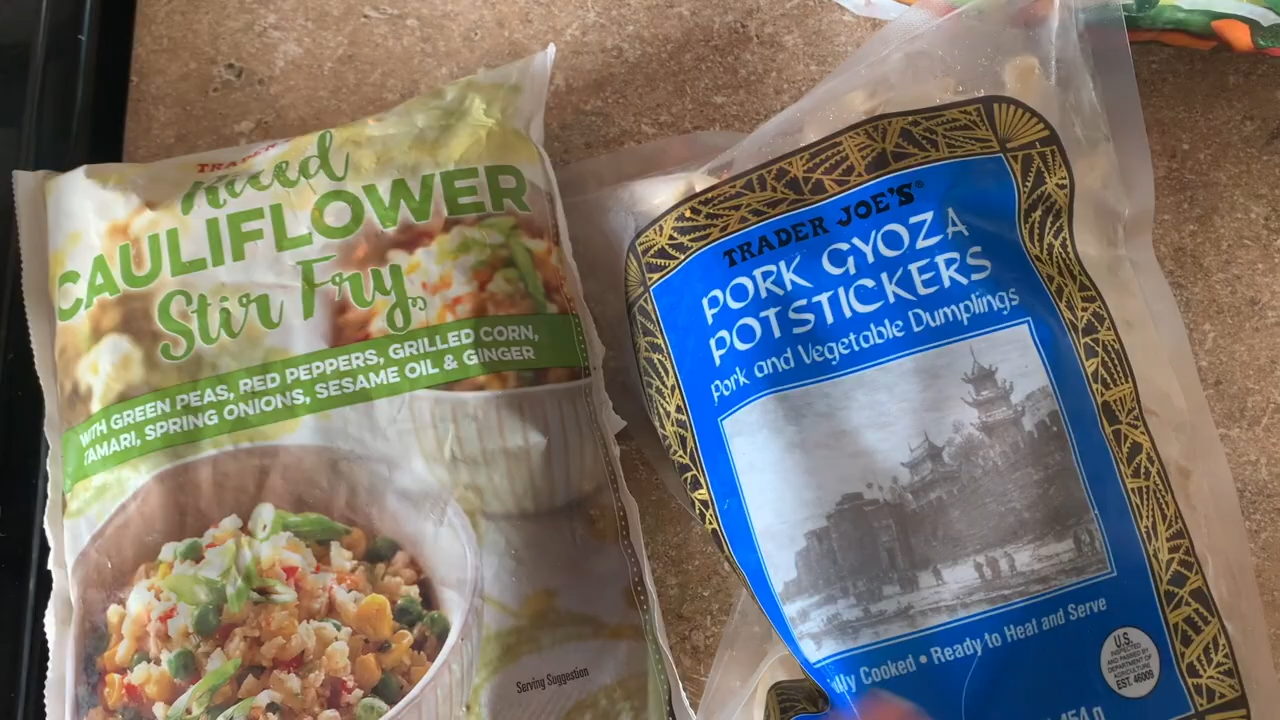 Riced
CAULIFLOWER
Stir Fry
WITH GREEN PEAS, RED PEPPERS, GRILLED CORN,
TAMARI, SPRING ONIONS, SESAME OIL & GINGER
Serving Suggestion
TRADER JOE'S®
PORK GYOZA
POTSTICKERS
Pork and Vegetable Dumplings
Cooked • Ready to Heat and Serve
U.S.
INSPECTED
AND PASSED BY
DEPARTMENT OF
AGRICULTURE
EST. 46009
454 g